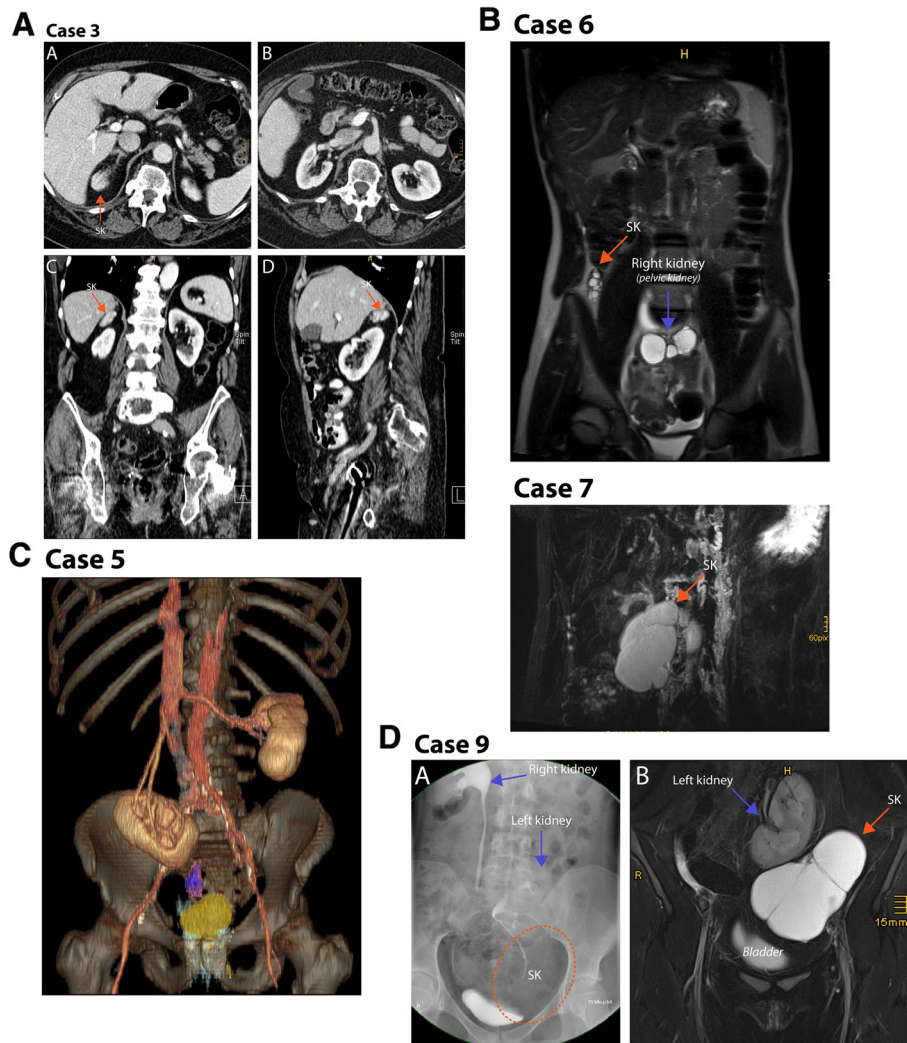 A Case 3
A
B
SK
C
D
SK
SK
Spin
Tilt
Spin
Tilt
A
L
B Case 6
H
SK
Right kidney
(pelvic kidney)
Case 7
SK
60pix
C Case 5
D Case 9
A
Right kidney
Left kidney
SK
B
H
Left kidney
SK
R
15mm
Bladder